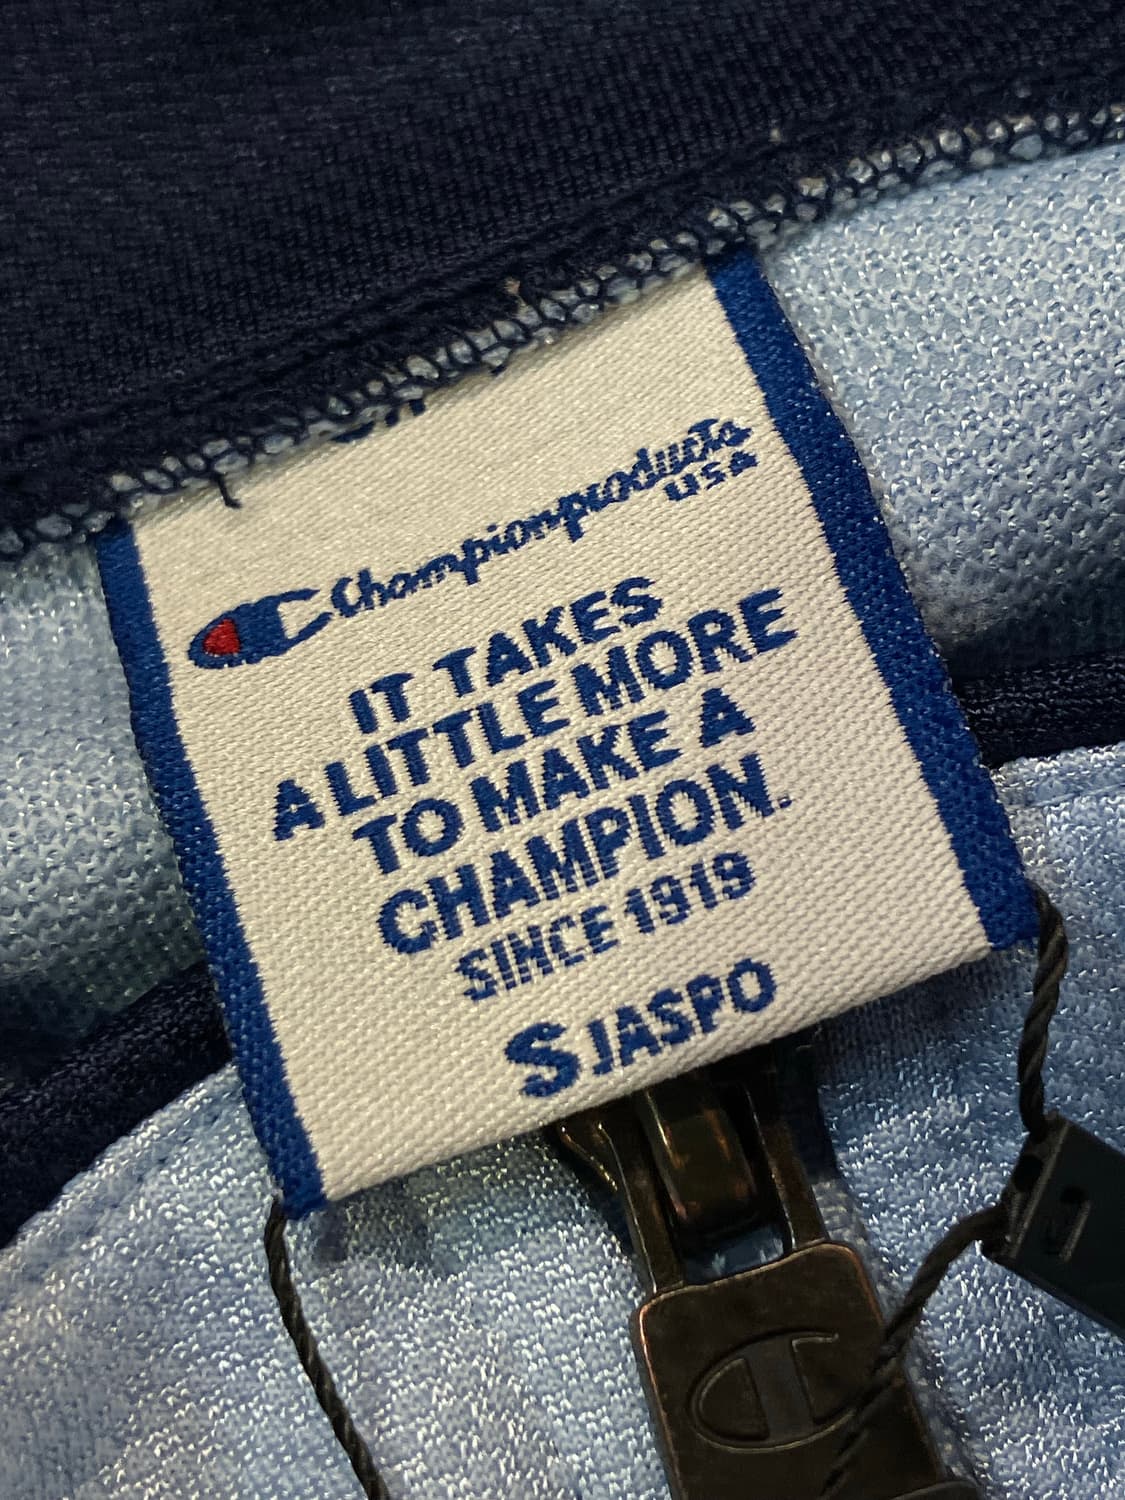 Championproducts
USA
IT TAKES
A LITTLE MORE
TO MAKE A
CHAMPION.
SINCE 1919
S JASPO